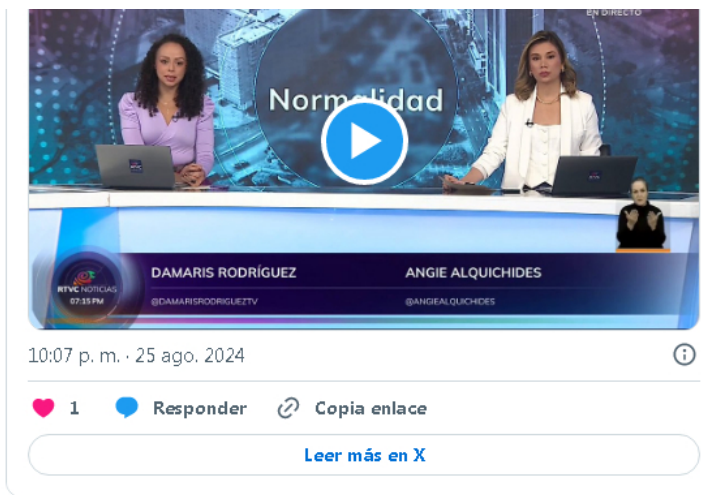 EN DIRECTO
Normalidad
DAMARIS RODRÍGUEZ
ANGIE ALQUICHIDES
RTVC NOTICIAS
@DAMARISRODRIGUEZTV
@ANGIEALQUICHIDES
07:15 PM
10:07 p. m. · 25 ago. 2024
1 Responder Copia enlace
Leer más en X